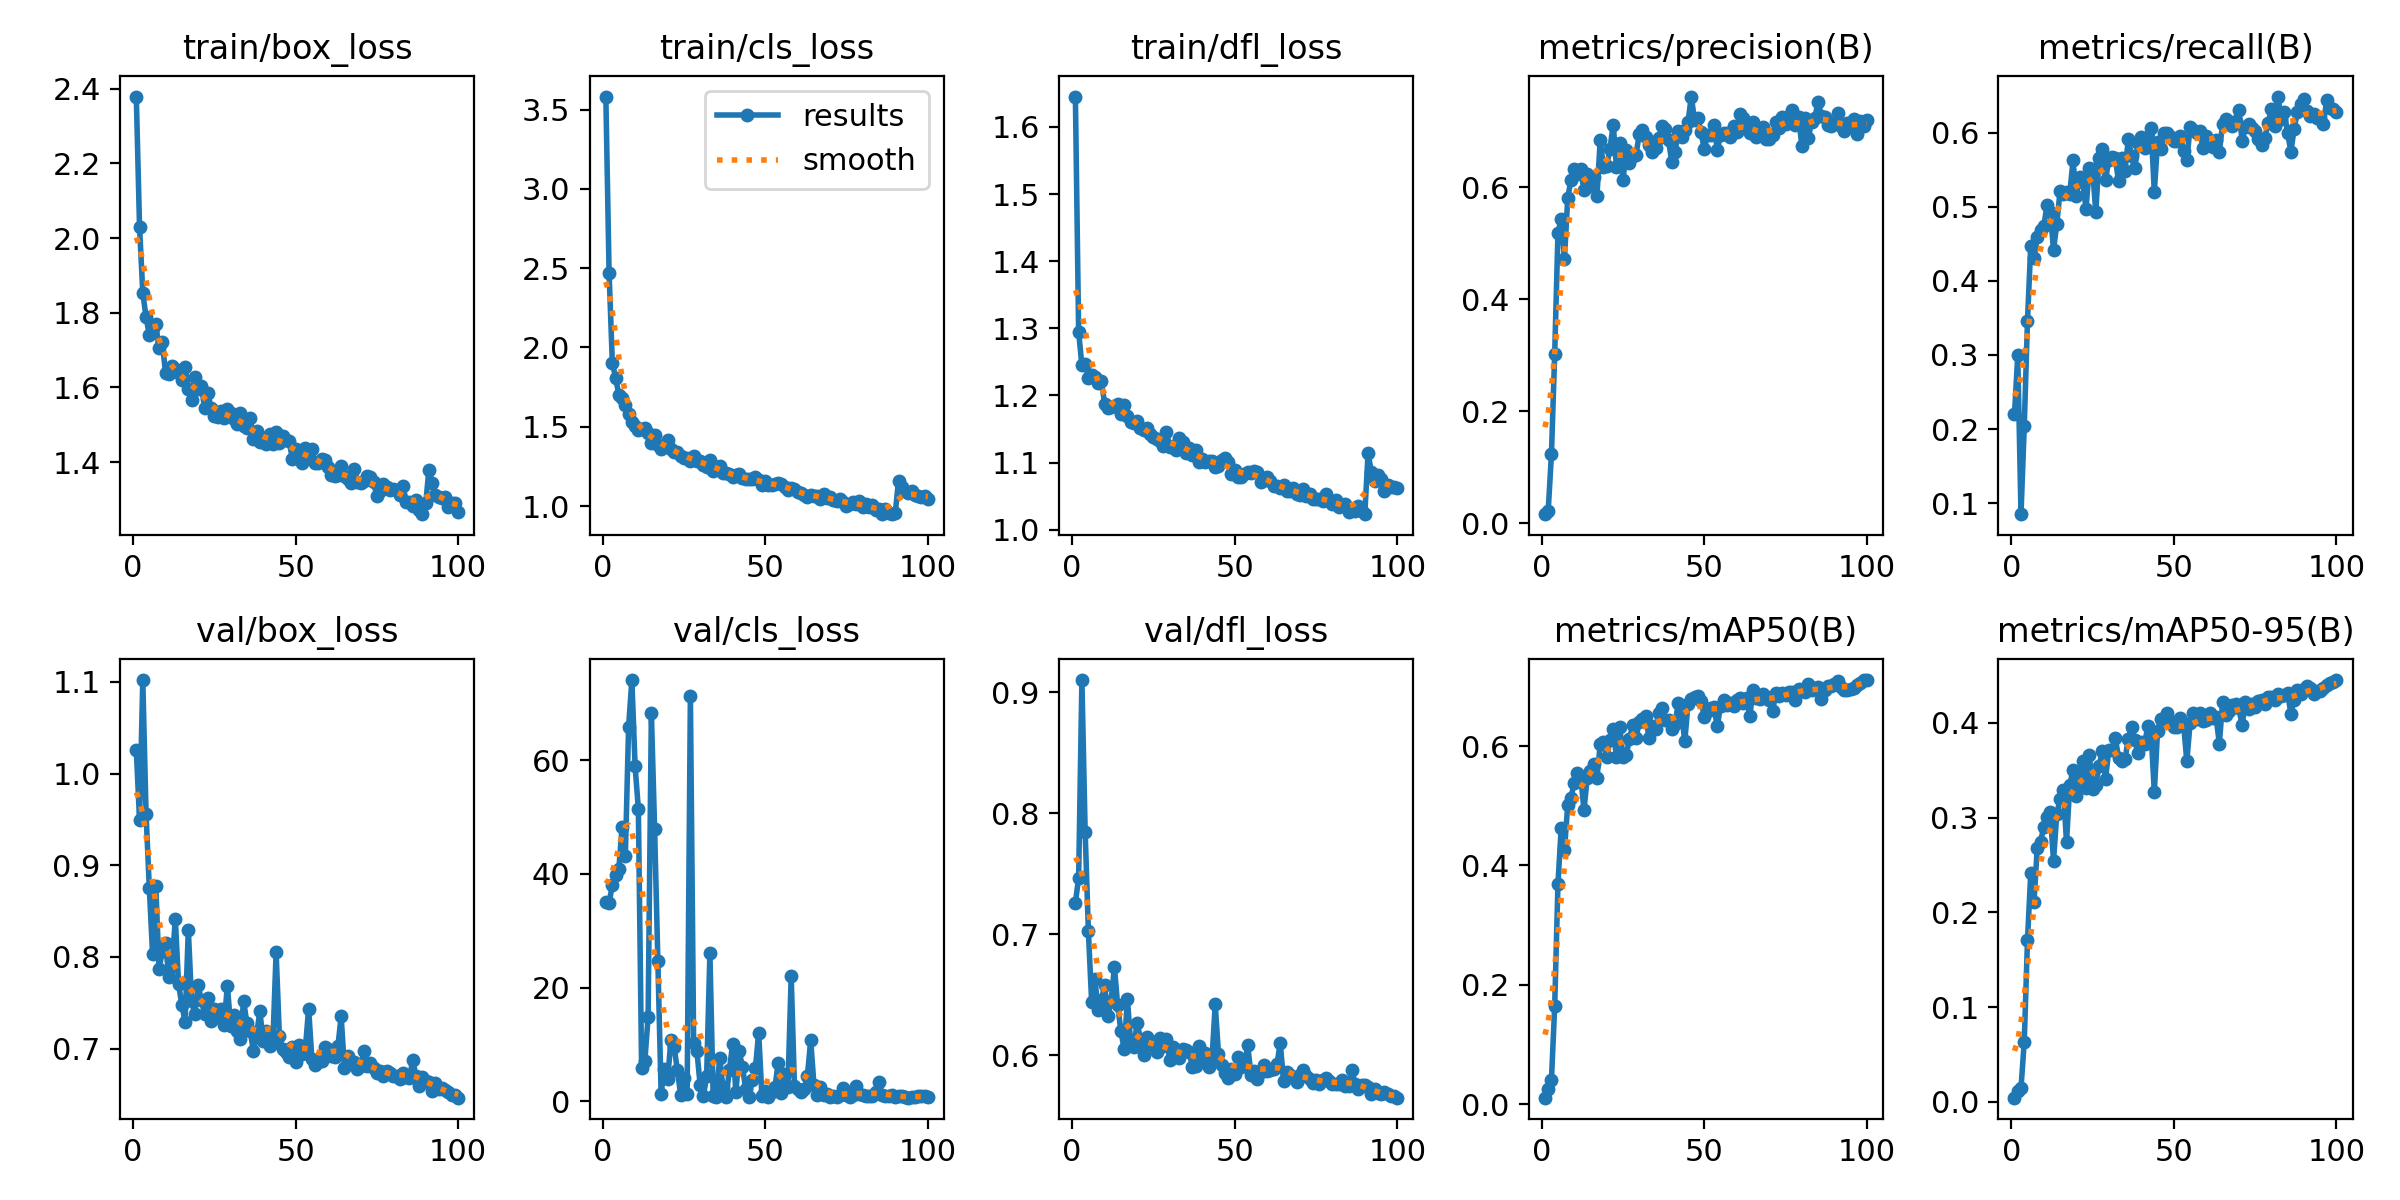 train/box_loss
2.4
2.2
2.0
1.8
1.6
1.4
0 50 100
train/cls_loss
results
smooth
3.5
3.0
2.5
2.0
1.5
1.0
0 50 100
train/dfl_loss
1.6
1.5
1.4
1.3
1.2
1.1
1.0
0 50 100
metrics/precision(B)
0.6
0.4
0.2
0.0
0 50 100
metrics/recall(B)
0.6
0.5
0.4
0.3
0.2
0.1
0 50 100
val/box_loss
1.1
1.0
0.9
0.8
0.7
0 50 100
val/cls_loss
60
40
20
0
0 50 100
val/dfl_loss
0.9
0.8
0.7
0.6
0 50 100
metrics/mAP50(B)
0.6
0.4
0.2
0.0
0 50 100
metrics/mAP50-95(B)
0.4
0.3
0.2
0.1
0.0
0 50 100